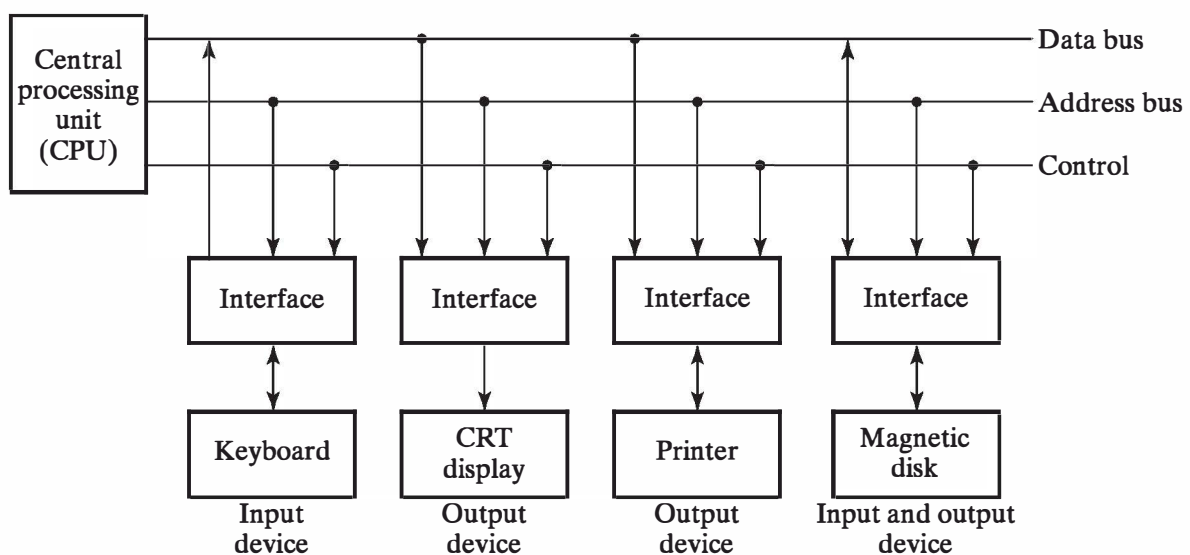 Central
processing
unit
(CPU)
Data bus
Address bus
Control
Interface
Interface
Interface
Interface
Keyboard
CRT
display
Printer
Magnetic
disk
Input
device
Output
device
Output
device
Input and output
device